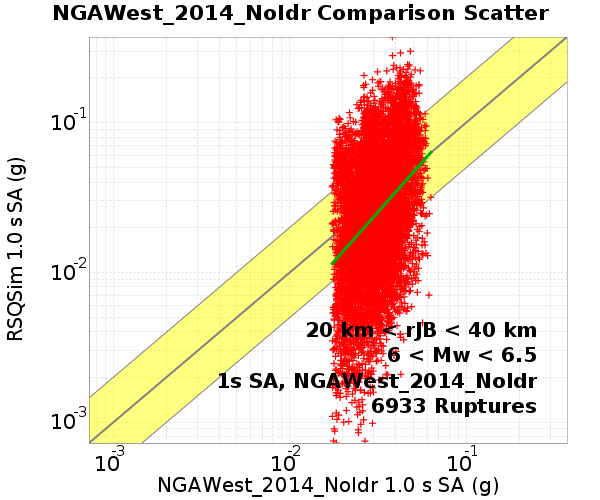 NGAWest_2014_NoIdr Comparison Scatter
RSQSim 1.0 s SA (g)
10-1
10-2
10-3
20 km < rJB < 40 km
6 < Mw < 6.5
1s SA, NGAWest_2014_NoIdr
6933 Ruptures
10-3 10-2 10-1
NGAWest_2014_NoIdr 1.0 s SA (g)